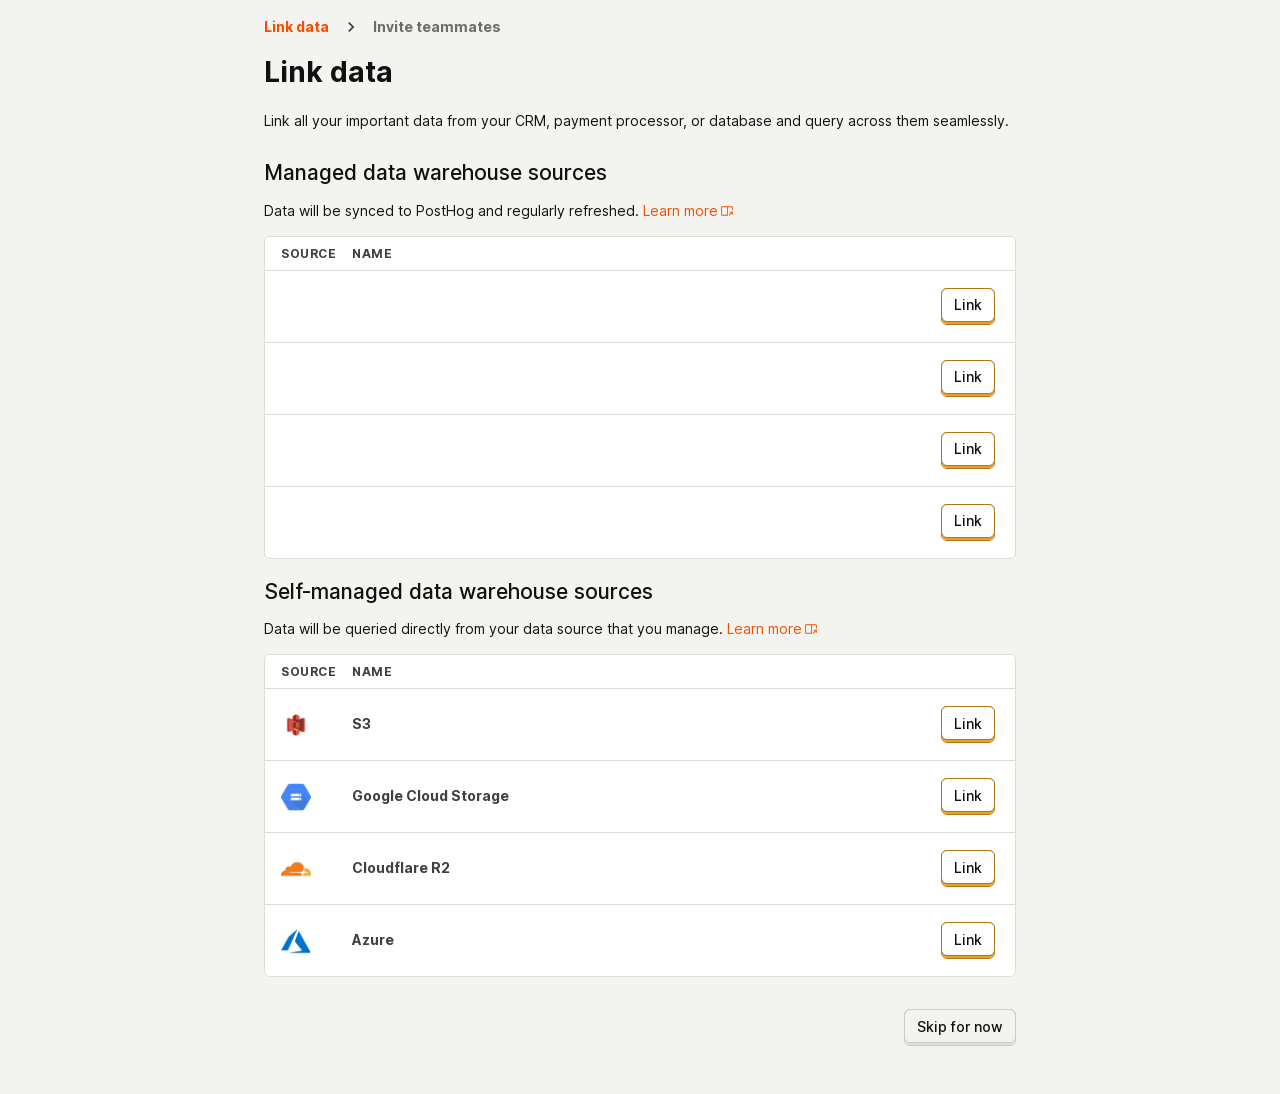 Link data > Invite teammates
Link data
Link all your important data from your CRM, payment processor, or database and query across them seamlessly.
Managed data warehouse sources
Data will be synced to PostHog and regularly refreshed. Learn more
SOURCE NAME
Link
Link
Link
Link
Self-managed data warehouse sources
Data will be queried directly from your data source that you manage. Learn more
SOURCE NAME
S3 Link
Google Cloud Storage Link
Cloudflare R2 Link
Azure Link
Skip for now